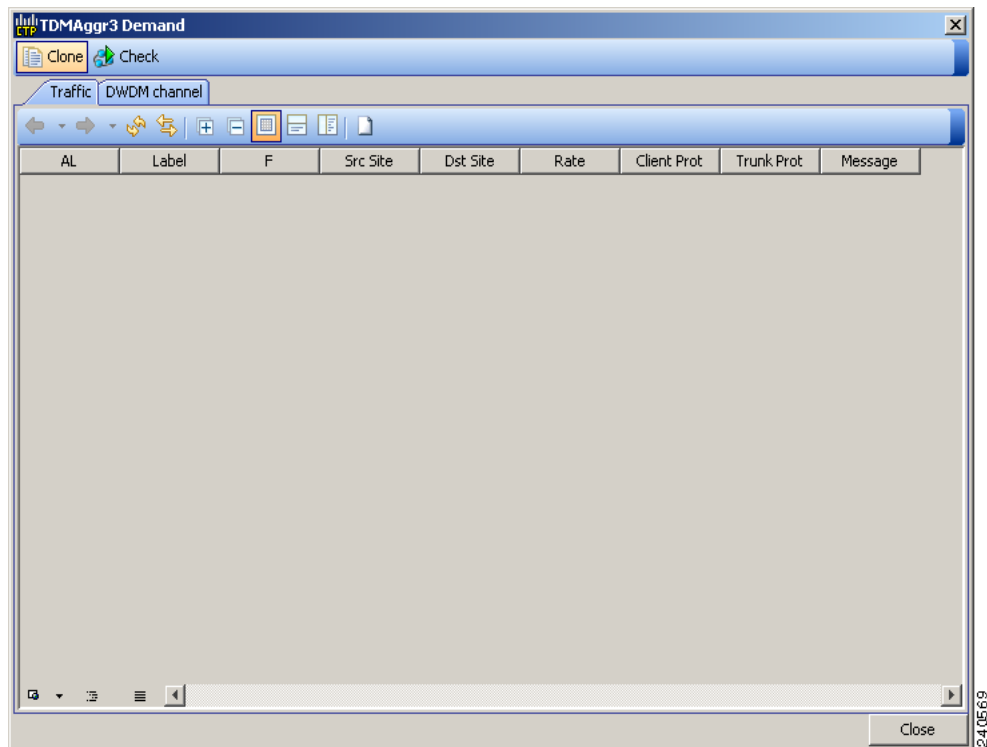 CTP TDMAggr3 Demand
Clone Check
Traffic DWDM channel
AL Label F Src Site Dst Site Rate Client Prot Trunk Prot Message
Close
240569